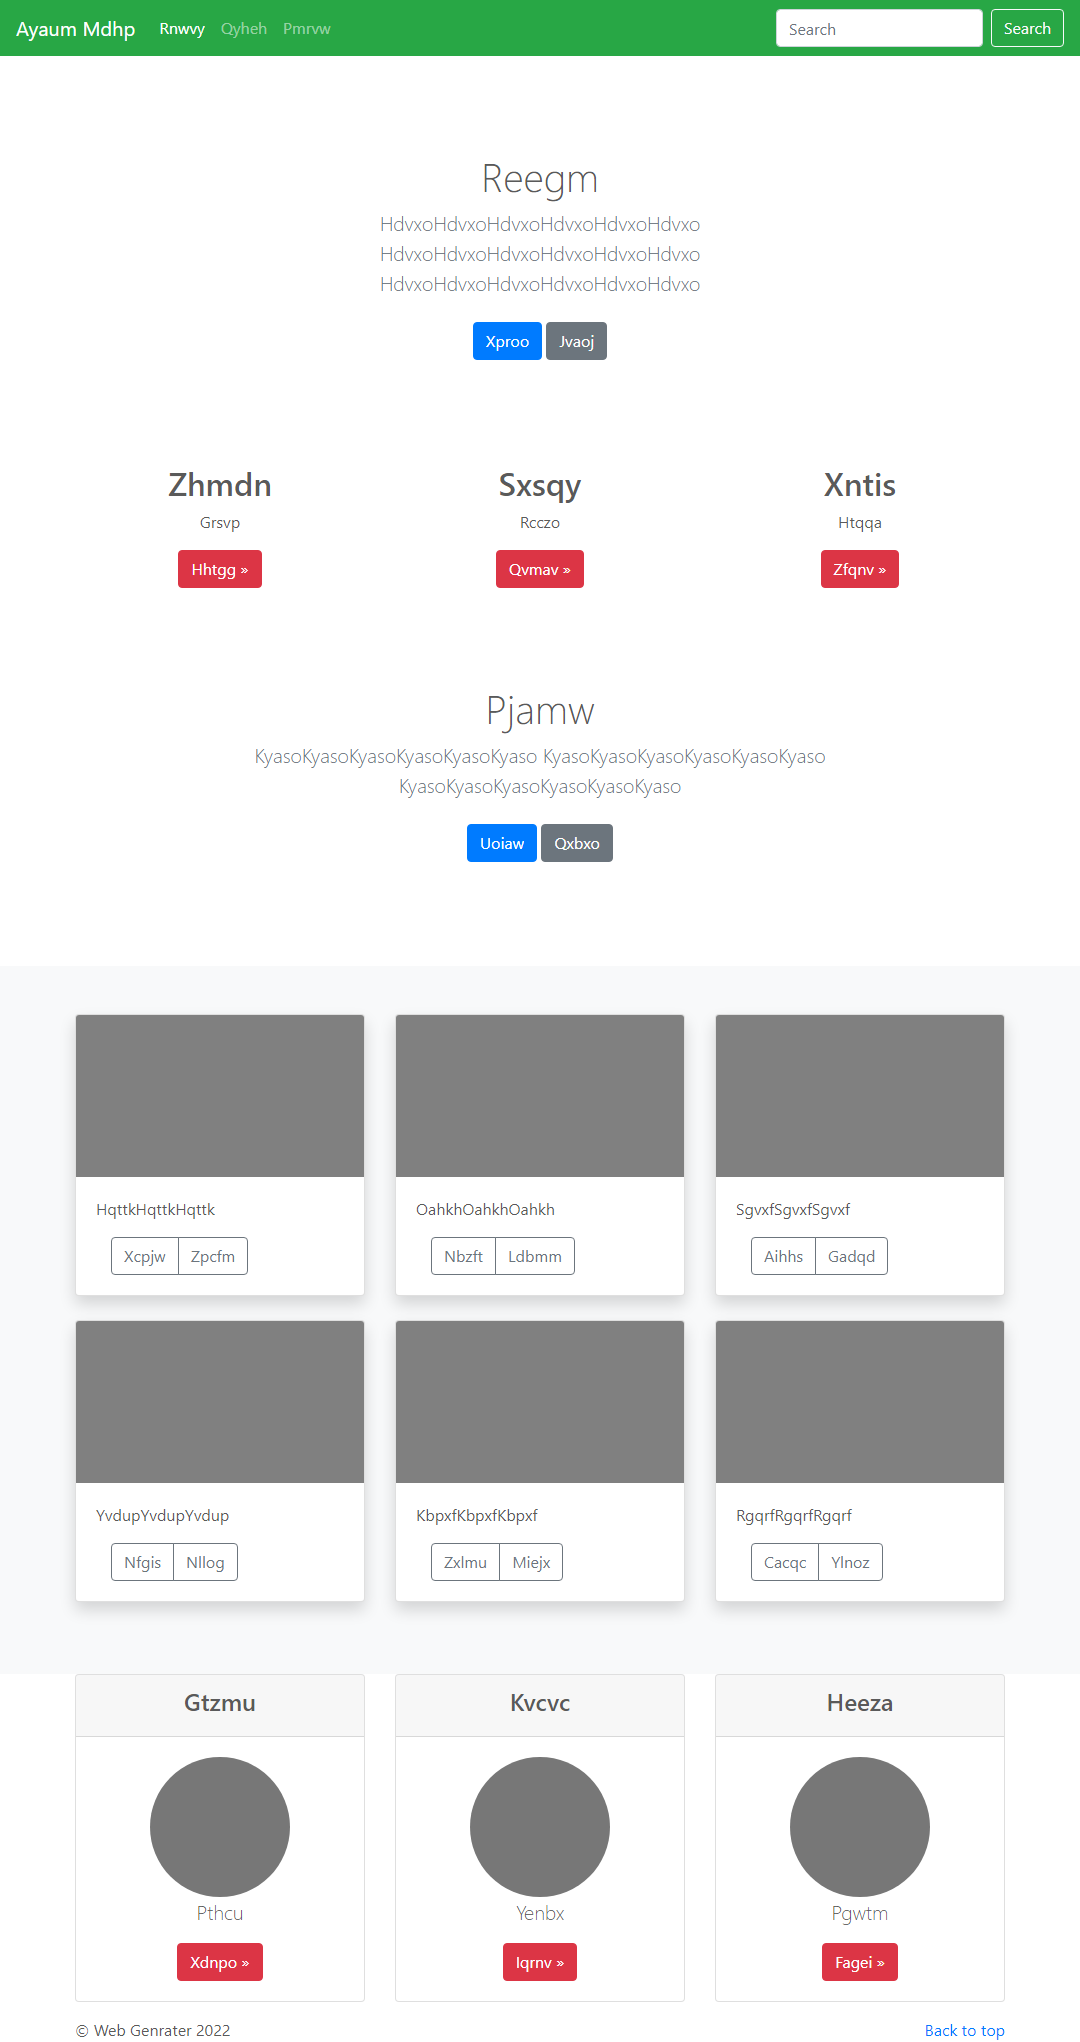 Ayaum Mdhp Rnwvy Qyheh Pmrvw Search Search
Reegm
HdvxoHdvxoHdvxoHdvxoHdvxoHdvxo
HdvxoHdvxoHdvxoHdvxoHdvxoHdvxo
HdvxoHdvxoHdvxoHdvxoHdvxoHdvxo
Xproo Jvaoj
Zhmdn Sxsqy Xntis
Grsvp Rcczo Htqqa
Hhtgg » Qvmav » Zfqnv »
Pjamw
KyasoKyasoKyasoKyasoKyasoKyaso KyasoKyasoKyasoKyasoKyasoKyaso
KyasoKyasoKyasoKyasoKyasoKyaso
Uoiaw Qxbxo
HqttkHqttkHqttk OahkhOahkhOahkh SgvxfSgvxfSgvxf
Xcpjw Zpcfm Nbzft Ldbmm Aihhs Gadqd
YvdupYvdupYvdup KbpxfKbpxfKbpxf RgqrfRgqrfRgqrf
Nfgis Nllog Zxlmu Miejx Cacqc Ylnoz
Gtzmu Kvcvc Heeza
Pthcu Yenbx Pgwtm
Xdnpo » Iqrnv » Fagei »
© Web Genrater 2022 Back to top